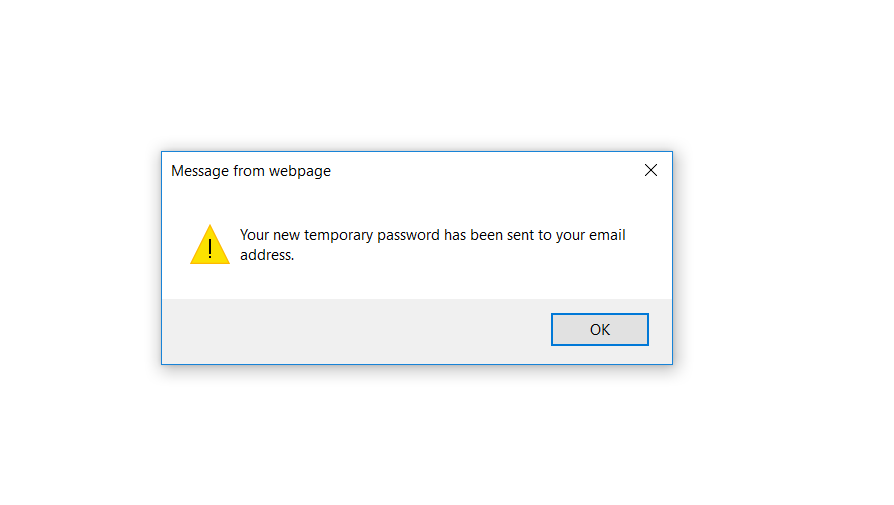 Message from webpage
Your new temporary password has been sent to your email
address.
OK